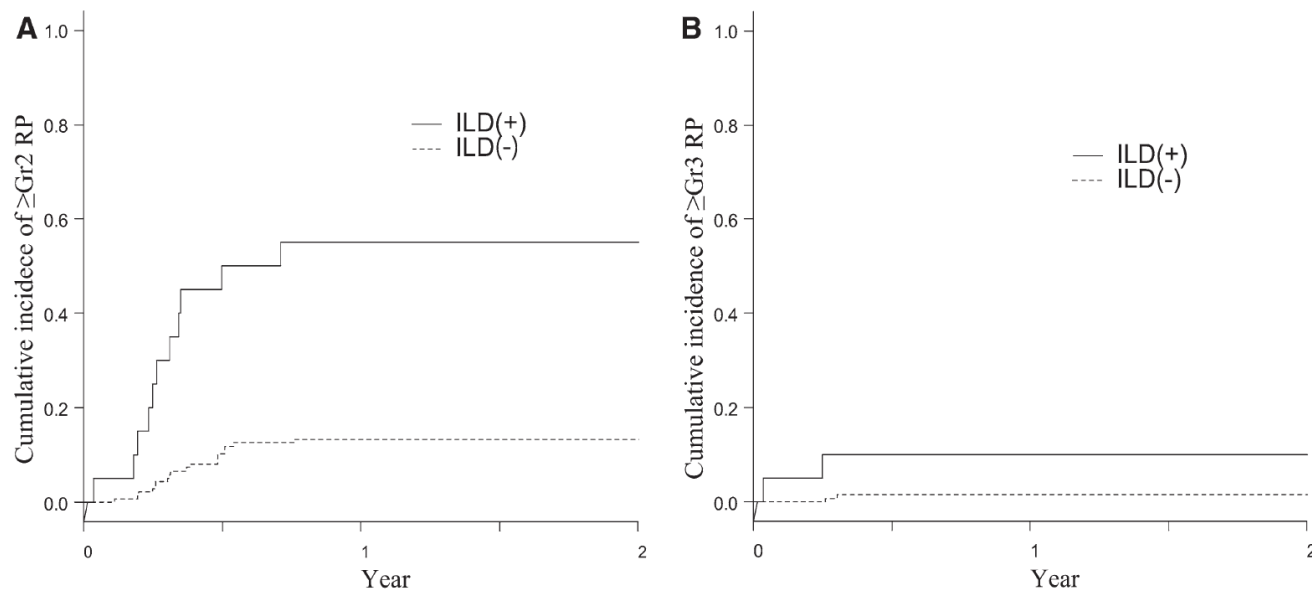 A
Cumulative incidece of ≥Gr2 RP
1.0
0.8
0.6
0.4
0.2
0.0
ILD(+)
ILD(-)
0
1
2
Year
B
Cumulative incidence of ≥Gr3 RP
1.0
0.8
0.6
0.4
0.2
0.0
ILD(+)
ILD(-)
0
1
2
Year